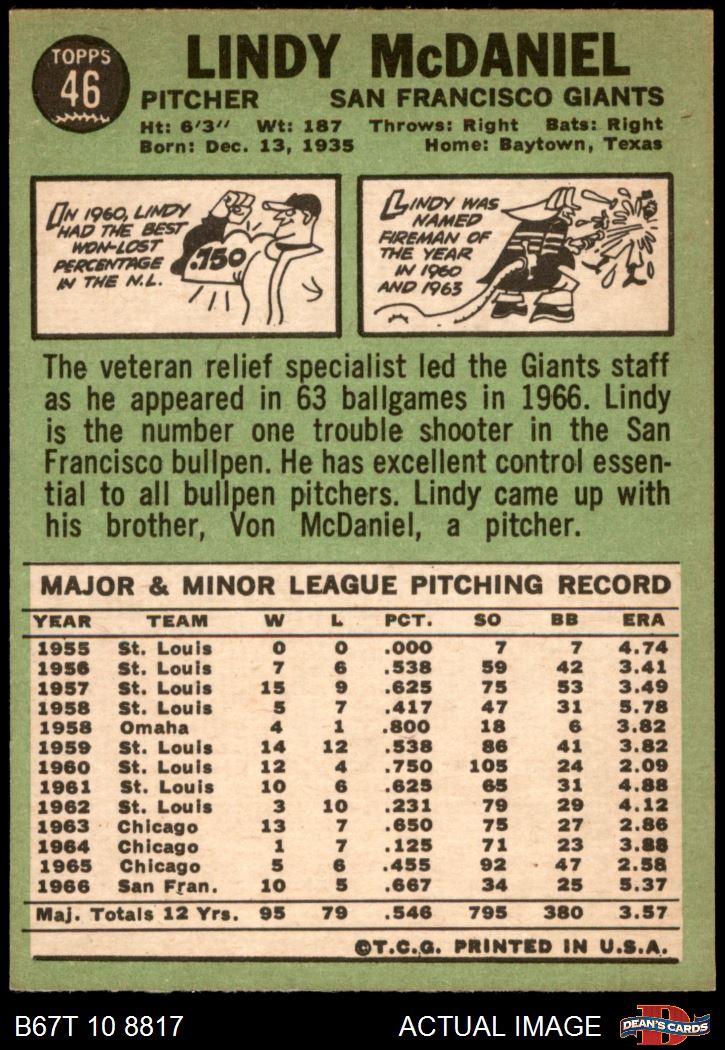 TOPPS
46
LINDY McDANIEL
PITCHER SAN FRANCISCO GIANTS
Ht: 6'3" Wt: 187 Throws: Right Bats: Right
Born: Dec. 13, 1935 Home: Baytown, Texas
IN 1960, LINDY
HAD THE BEST
WON-LOST
PERCENTAGE
IN THE N.L.
.750
LINDY WAS
NAMED
FIREMAN OF
THE YEAR
IN 1960
AND 1963
The veteran relief specialist led the Giants staff
as he appeared in 63 ballgames in 1966. Lindy
is the number one trouble shooter in the San
Francisco bullpen. He has excellent control essen-
tial to all bullpen pitchers. Lindy came up with
his brother, Von McDaniel, a pitcher.
MAJOR & MINOR LEAGUE PITCHING RECORD
YEAR TEAM W L PCT. SO BB ERA
1955 St. Louis 0 0 .000 7 7 4.74
1956 St. Louis 7 6 .538 59 42 3.41
1957 St. Louis 15 9 .625 75 53 3.49
1958 St. Louis 5 7 .417 47 31 5.78
1958 Omaha 4 1 .800 18 6 3.82
1959 St. Louis 14 12 .538 86 41 3.82
1960 St. Louis 12 4 .750 105 24 2.09
1961 St. Louis 10 6 .625 65 31 4.88
1962 St. Louis 3 10 .231 79 29 4.12
1963 Chicago 13 7 .650 75 27 2.86
1964 Chicago 1 7 .125 71 23 3.88
1965 Chicago 5 6 .455 92 47 2.58
1966 San Fran. 10 5 .667 34 25 5.37
Maj. Totals 12 Yrs. 95 79 .546 795 380 3.57
©T.C.G. PRINTED IN U.S.A.
B67T 10 8817 ACTUAL IMAGE DEAN'S CARDS